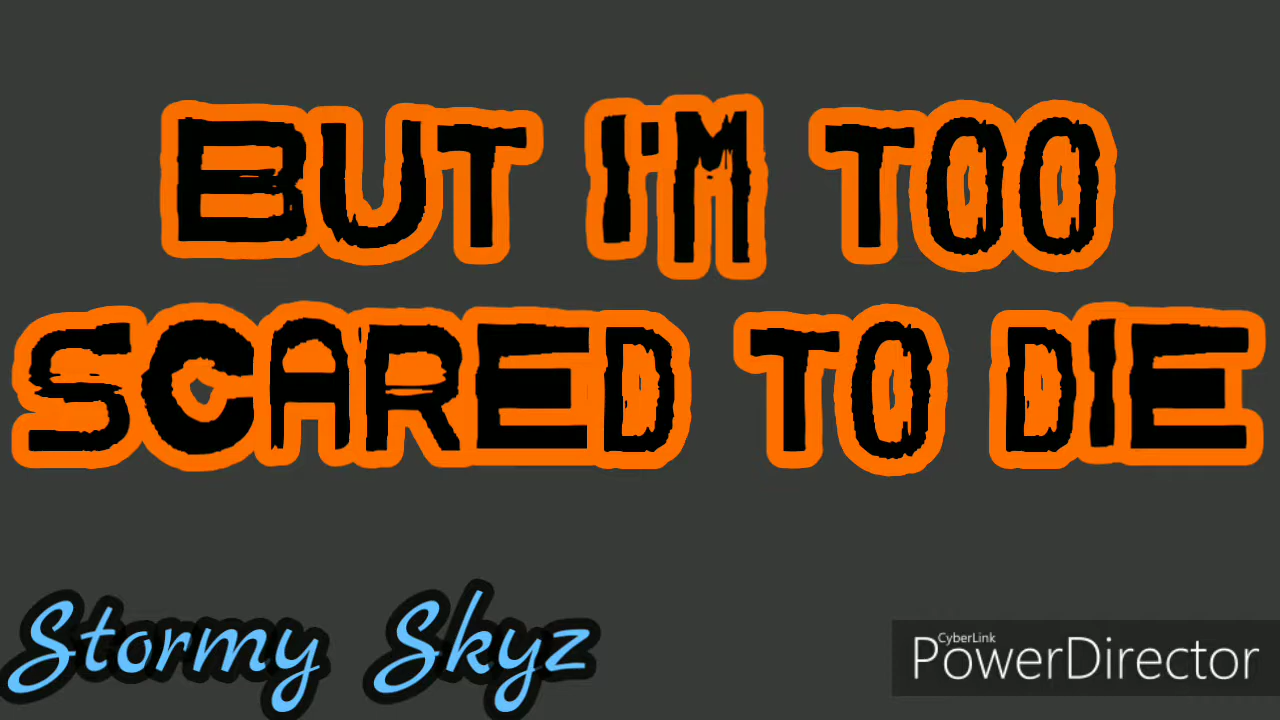 BUT I'M TOO
SCARED TO DIE
Stormy Skyz
CyberLink
PowerDirector